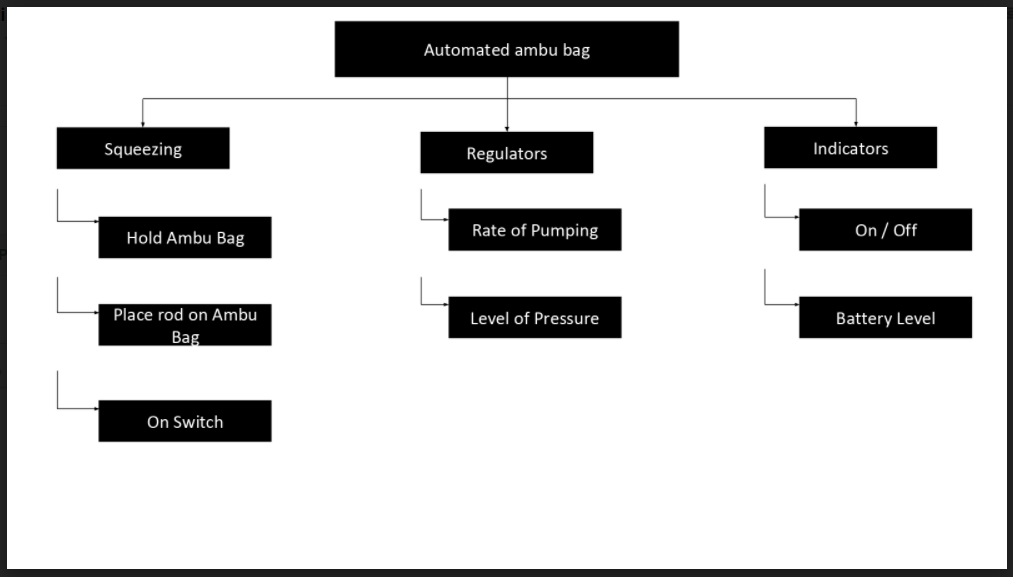 Automated ambu bag
Squeezing
Hold Ambu Bag
Place rod on Ambu
Bag
On Switch
Regulators
Rate of Pumping
Level of Pressure
Indicators
On / Off
Battery Level